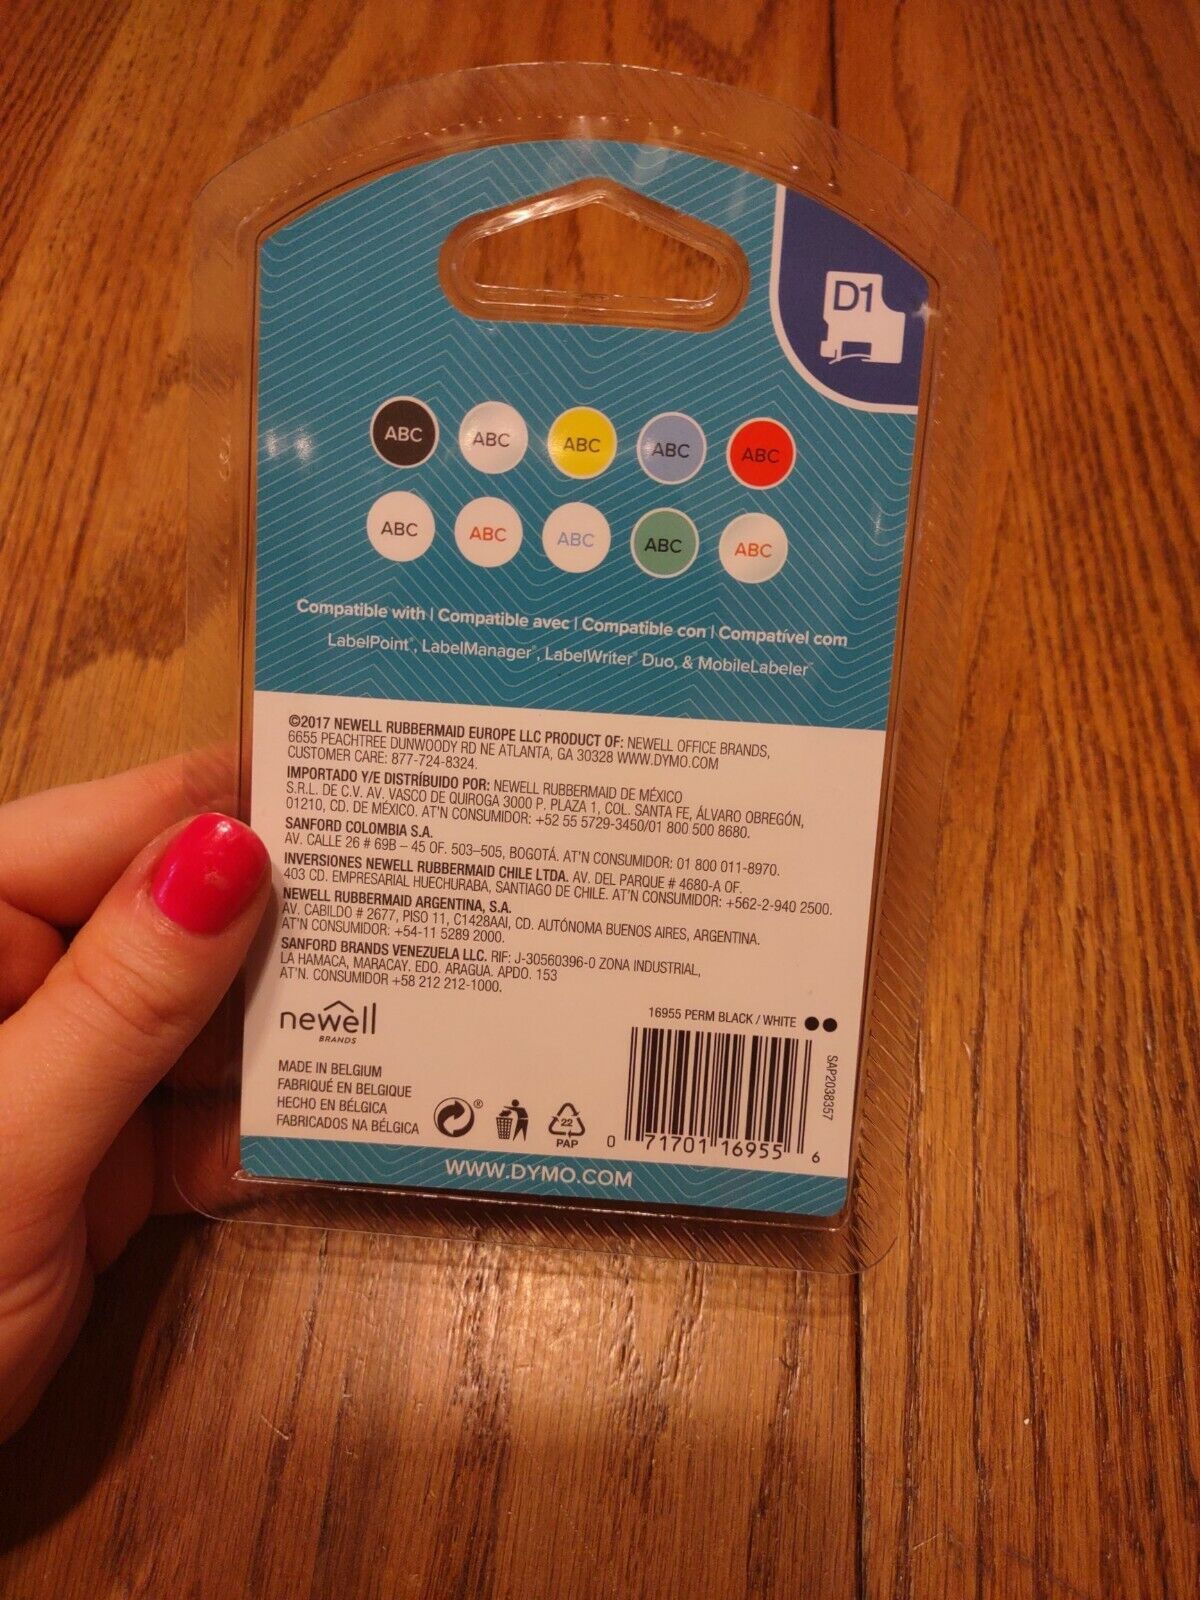 D1
ABC ABC ABC ABC ABC
ABC ABC ABC ABC ABC
Compatible with | Compatible avec | Compatible con | Compatível com
LabelPoint®, LabelManager®, LabelWriter® Duo, & MobileLabeler™
©2017 NEWELL RUBBERMAID EUROPE LLC PRODUCT OF: NEWELL OFFICE BRANDS,
6655 PEACHTREE DUNWOODY RD NE ATLANTA, GA 30328 WWW.DYMO.COM
CUSTOMER CARE: 877-724-8324.
IMPORTADO Y/E DISTRÍBUIDO POR: NEWELL RUBBERMAID DE MÉXICO
S.R.L. DE C.V. AV. VASCO DE QUIROGA 3000 P. PLAZA 1, COL. SANTA FE, ÁLVARO OBREGÓN,
01210, CD. DE MÉXICO. AT'N CONSUMIDOR: +52 55 5729-3450/01 800 500 8680.
SANFORD COLOMBIA S.A.
AV. CALLE 26 # 69B – 45 OF. 503–505, BOGOTÁ. AT'N CONSUMIDOR: 01 800 011-8970.
INVERSIONES NEWELL RUBBERMAID CHILE LTDA. AV. DEL PARQUE # 4680-A OF.
403 CD. EMPRESARIAL HUECHURABA, SANTIAGO DE CHILE. AT'N CONSUMIDOR: +562-2-940 2500.
NEWELL RUBBERMAID ARGENTINA, S.A.
AV. CABILDO # 2677, PISO 11, C1428AAI, CD. AUTÓNOMA BUENOS AIRES, ARGENTINA.
AT'N CONSUMIDOR: +54-11 5289 2000.
SANFORD BRANDS VENEZUELA LLC. RIF: J-30560396-0 ZONA INDUSTRIAL,
LA HAMACA, MARACAY. EDO. ARAGUA. APDO. 153
AT'N. CONSUMIDOR +58 212 212-1000.
newell
BRANDS
16955 PERM BLACK / WHITE
SAP2038357
MADE IN BELGIUM
FABRIQUÉ EN BELGIQUE
HECHO EN BÉLGICA
FABRICADOS NA BÉLGICA
®
22
PAP
0 71701 16955 6
WWW.DYMO.COM